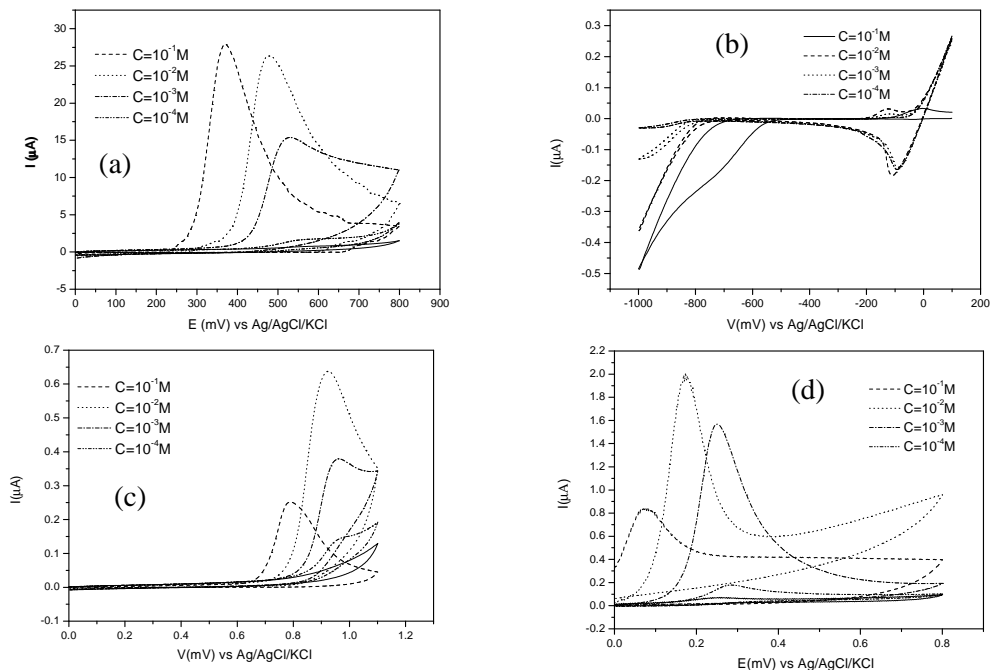 (a)
I (µA)
30
25
20
15
10
5
0
-5
C=10⁻¹M
C=10⁻²M
C=10⁻³M
C=10⁻⁴M
0 100 200 300 400 500 600 700 800 900
E (mV) vs Ag/AgCl/KCl
(b)
I(µA)
0.3
0.2
0.1
0.0
-0.1
-0.2
-0.3
-0.4
-0.5
C=10⁻¹M
C=10⁻²M
C=10⁻³M
C=10⁻⁴M
-1000 -800 -600 -400 -200 0 200
V(mV) vs Ag/AgCl/KCl
(c)
I(µA)
0.7
0.6
0.5
0.4
0.3
0.2
0.1
0.0
-0.1
C=10⁻¹M
C=10⁻²M
C=10⁻³M
C=10⁻⁴M
0.0 0.2 0.4 0.6 0.8 1.0 1.2
V(mV) vs Ag/AgCl/KCl
(d)
I(µA)
2.2
2.0
1.8
1.6
1.4
1.2
1.0
0.8
0.6
0.4
0.2
0.0
-0.2
C=10⁻¹M
C=10⁻²M
C=10⁻³M
C=10⁻⁴M
0.0 0.2 0.4 0.6 0.8
E(mV) vs Ag/AgCl/KCl